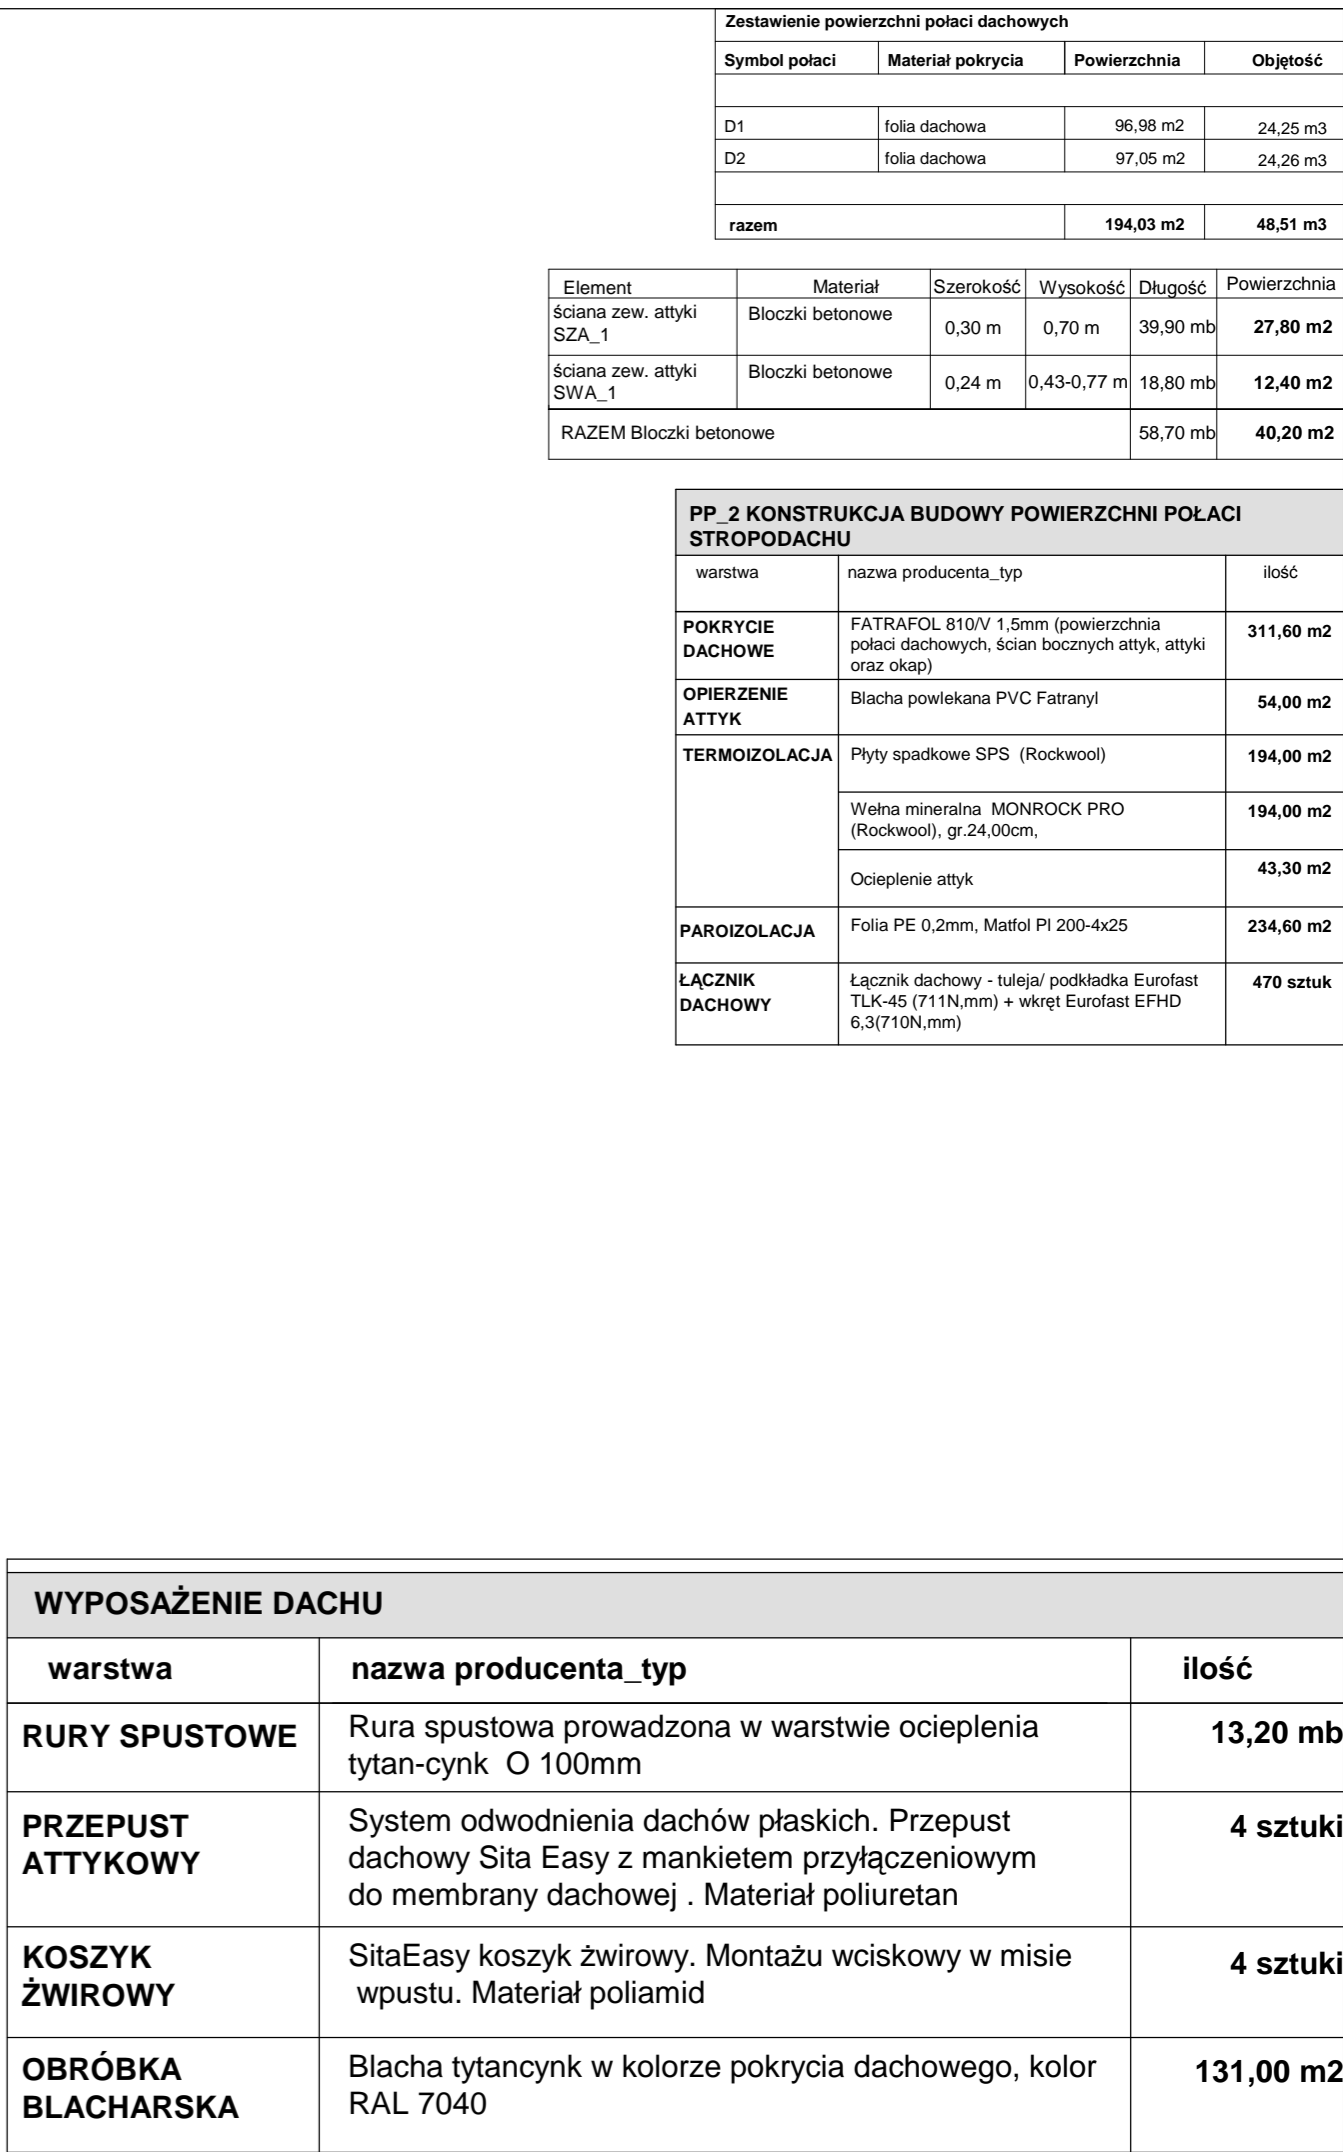 Zestawienie powierzchni połaci dachowych
Symbol połaci Materiał pokrycia Powierzchnia Objętość
D1 folia dachowa 96,98 m2 24,25 m3
D2 folia dachowa 97,05 m2 24,26 m3
razem 194,03 m2 48,51 m3
Element Materiał Szerokość Wysokość Długość Powierzchnia
ściana zew. attyki
SZA_1 Bloczki betonowe 0,30 m 0,70 m 39,90 mb 27,80 m2
ściana zew. attyki
SWA_1 Bloczki betonowe 0,24 m 0,43-0,77 m 18,80 mb 12,40 m2
RAZEM Bloczki betonowe 58,70 mb 40,20 m2
PP_2 KONSTRUKCJA BUDOWY POWIERZCHNI POŁACI
STROPODACHU
warstwa nazwa producenta_typ ilość
POKRYCIE
DACHOWE
FATRAFOL 810/V 1,5mm (powierzchnia
połaci dachowych, ścian bocznych attyk, attyki
oraz okap)
311,60 m2
OPIERZENIE
ATTYK
Blacha powlekana PVC Fatranyl
54,00 m2
TERMOIZOLACJA Płyty spadkowe SPS (Rockwool) 194,00 m2
Wełna mineralna MONROCK PRO
(Rockwool), gr.24,00cm,
194,00 m2
Ocieplenie attyk 43,30 m2
PAROIZOLACJA Folia PE 0,2mm, Matfol PI 200-4x25 234,60 m2
ŁĄCZNIK
DACHOWY
Łącznik dachowy - tuleja/ podkładka Eurofast
TLK-45 (711N,mm) + wkręt Eurofast EFHD
6,3(710N,mm)
470 sztuk
WYPOSAŻENIE DACHU
warstwa nazwa producenta_typ ilość
RURY SPUSTOWE
Rura spustowa prowadzona w warstwie ocieplenia
tytan-cynk O 100mm
13,20 mb
PRZEPUST
ATTYKOWY
System odwodnienia dachów płaskich. Przepust
dachowy Sita Easy z mankietem przyłączeniowym
do membrany dachowej . Materiał poliuretan
4 sztuki
KOSZYK
ŻWIROWY
SitaEasy koszyk żwirowy. Montażu wciskowy w misie
wpustu. Materiał poliamid
4 sztuki
OBRÓBKA
BLACHARSKA
Blacha tytancynk w kolorze pokrycia dachowego, kolor
RAL 7040
131,00 m2